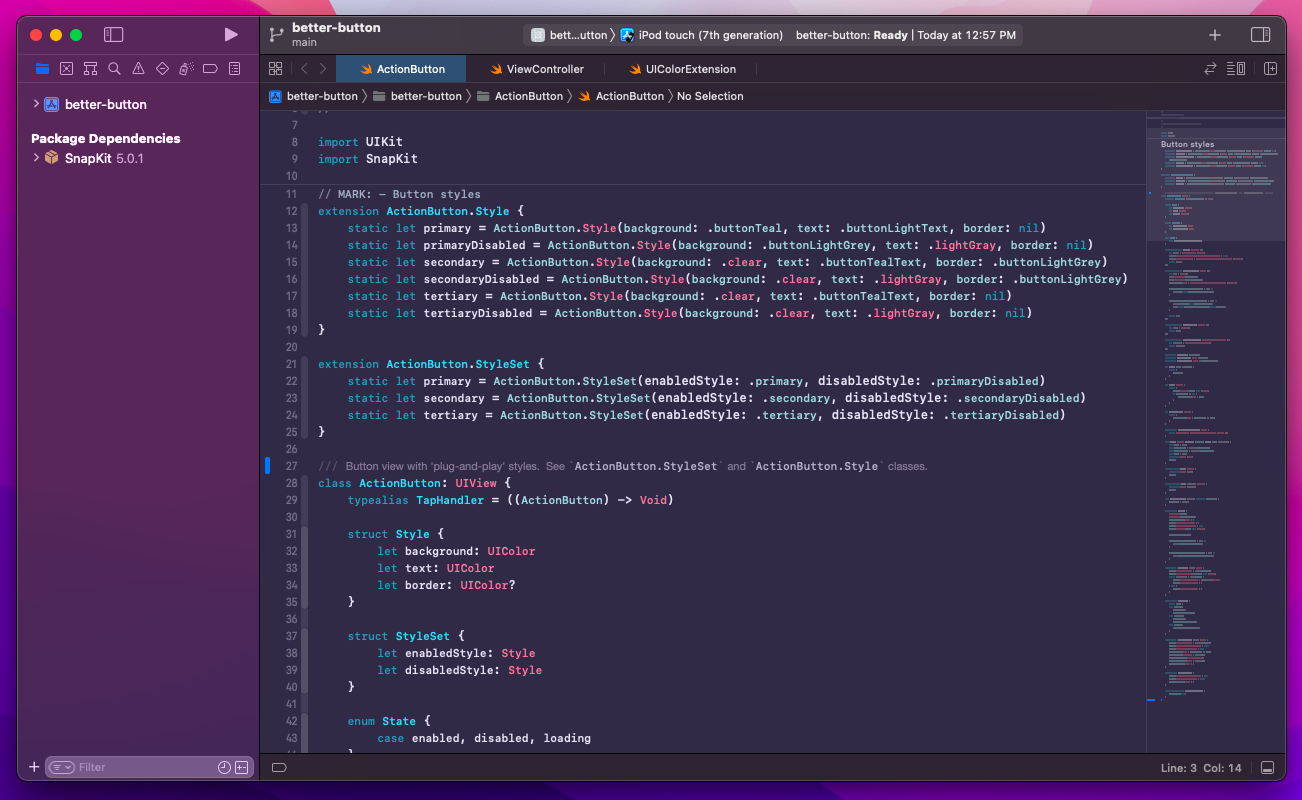 better-button
main
bett...utton
iPod touch (7th generation)
better-button: Ready | Today at 12:57 PM
ActionButton
ViewController
UIColorExtension
better-button
better-button
ActionButton
ActionButton
No Selection
better-button
Package Dependencies
SnapKit 5.0.1
7
8 import UIKit
9 import SnapKit
10
11 // MARK: - Button styles
12 extension ActionButton.Style {
13 static let primary = ActionButton.Style(background: .buttonTeal, text: .buttonLightText, border: nil)
14 static let primaryDisabled = ActionButton.Style(background: .buttonLightGrey, text: .lightGray, border: nil)
15 static let secondary = ActionButton.Style(background: .clear, text: .buttonTealText, border: .buttonLightGrey)
16 static let secondaryDisabled = ActionButton.Style(background: .clear, text: .lightGray, border: .buttonLightGrey)
17 static let tertiary = ActionButton.Style(background: .clear, text: .buttonTealText, border: nil)
18 static let tertiaryDisabled = ActionButton.Style(background: .clear, text: .lightGray, border: nil)
19 }
20
21 extension ActionButton.StyleSet {
22 static let primary = ActionButton.StyleSet(enabledStyle: .primary, disabledStyle: .primaryDisabled)
23 static let secondary = ActionButton.StyleSet(enabledStyle: .secondary, disabledStyle: .secondaryDisabled)
24 static let tertiary = ActionButton.StyleSet(enabledStyle: .tertiary, disabledStyle: .tertiaryDisabled)
25 }
26
27 /// Button view with 'plug-and-play' styles. See `ActionButton.StyleSet` and `ActionButton.Style` classes.
28 class ActionButton: UIView {
29 typealias TapHandler = ((ActionButton) -> Void)
30
31 struct Style {
32 let background: UIColor
33 let text: UIColor
34 let border: UIColor?
35 }
36
37 struct StyleSet {
38 let enabledStyle: Style
39 let disabledStyle: Style
40 }
41
42 enum State {
43 case enabled, disabled, loading
Button styles
Filter
Line: 3 Col: 14